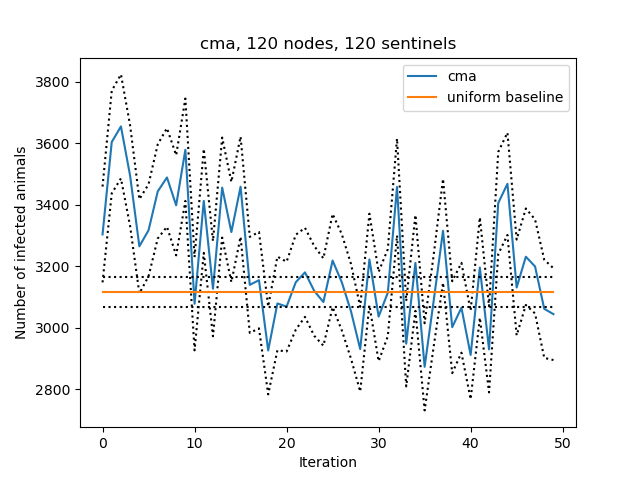 cma, 120 nodes, 120 sentinels
cma
uniform baseline
Number of infected animals
3800
3600
3400
3200
3000
2800
0 10 20 30 40 50
Iteration